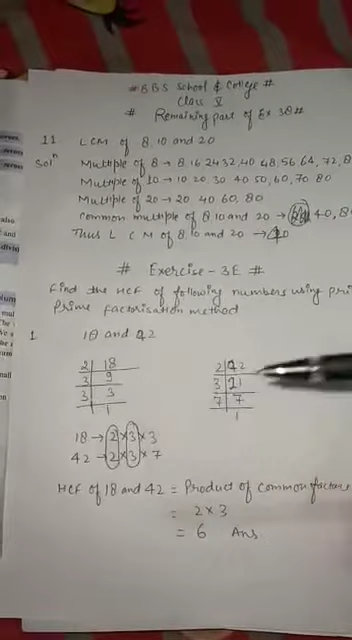 # BBS School & College #
Class V
# Remaining part of Ex 3D #
11 LCM of 8, 10 and 20
Solⁿ Multiple of 8 → 8 16 24 32, 40 48, 56 64, 72, 8
Multiple of 10 → 10 20, 30 40 50, 60, 70 80
Multiple of 20 → 20 40 60, 80
Common multiple of 8 10 and 20 → 40, 8
Thus L C M of 8, 10 and 20 → 40
# Exercise - 3E #
Find the HCF of following numbers using pri
prime factorisation method
1 18 and 42
2 18 2 42
3 9 3 21
3 3 7 7
1 1
18 → 2 × 3 × 3
42 → 2 × 3 × 7
HCF of 18 and 42 = Product of common factors
= 2 × 3
= 6 Ans